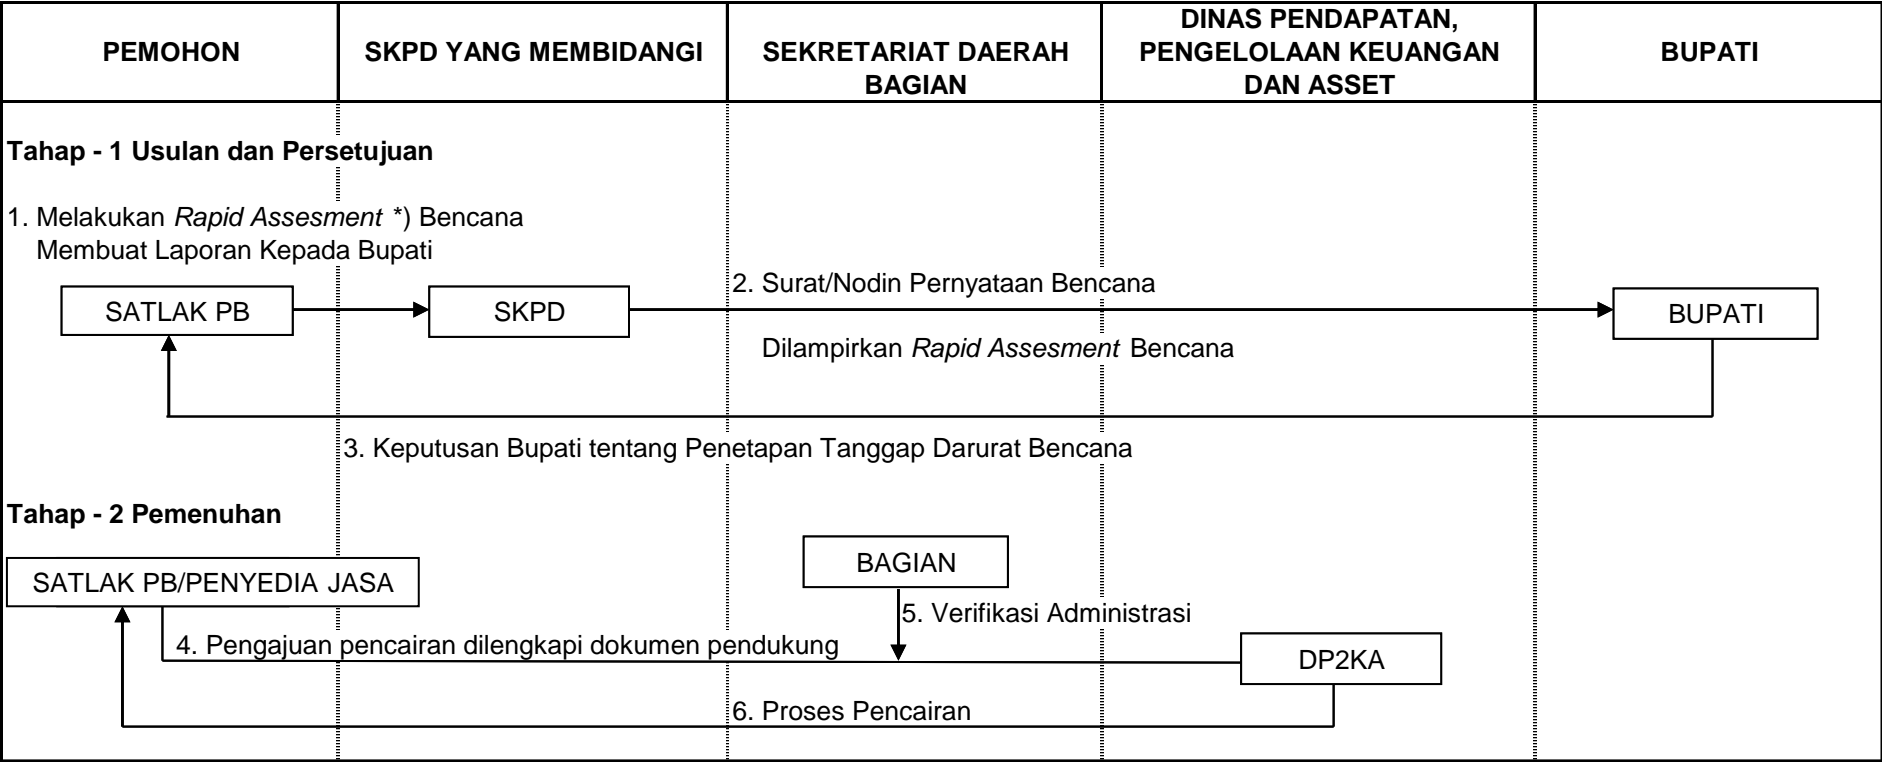 PEMOHON
SKPD YANG MEMBIDANGI
SEKRETARIAT DAERAH
BAGIAN
DINAS PENDAPATAN,
PENGELOLAAN KEUANGAN
DAN ASSET
BUPATI
Tahap - 1 Usulan dan Persetujuan
1. Melakukan Rapid Assesment *) Bencana
Membuat Laporan Kepada Bupati
2. Surat/Nodin Pernyataan Bencana
SATLAK PB
SKPD
BUPATI
Dilampirkan Rapid Assesment Bencana
3. Keputusan Bupati tentang Penetapan Tanggap Darurat Bencana
Tahap - 2 Pemenuhan
BAGIAN
SATLAK PB/PENYEDIA JASA
5. Verifikasi Administrasi
4. Pengajuan pencairan dilengkapi dokumen pendukung
DP2KA
6. Proses Pencairan